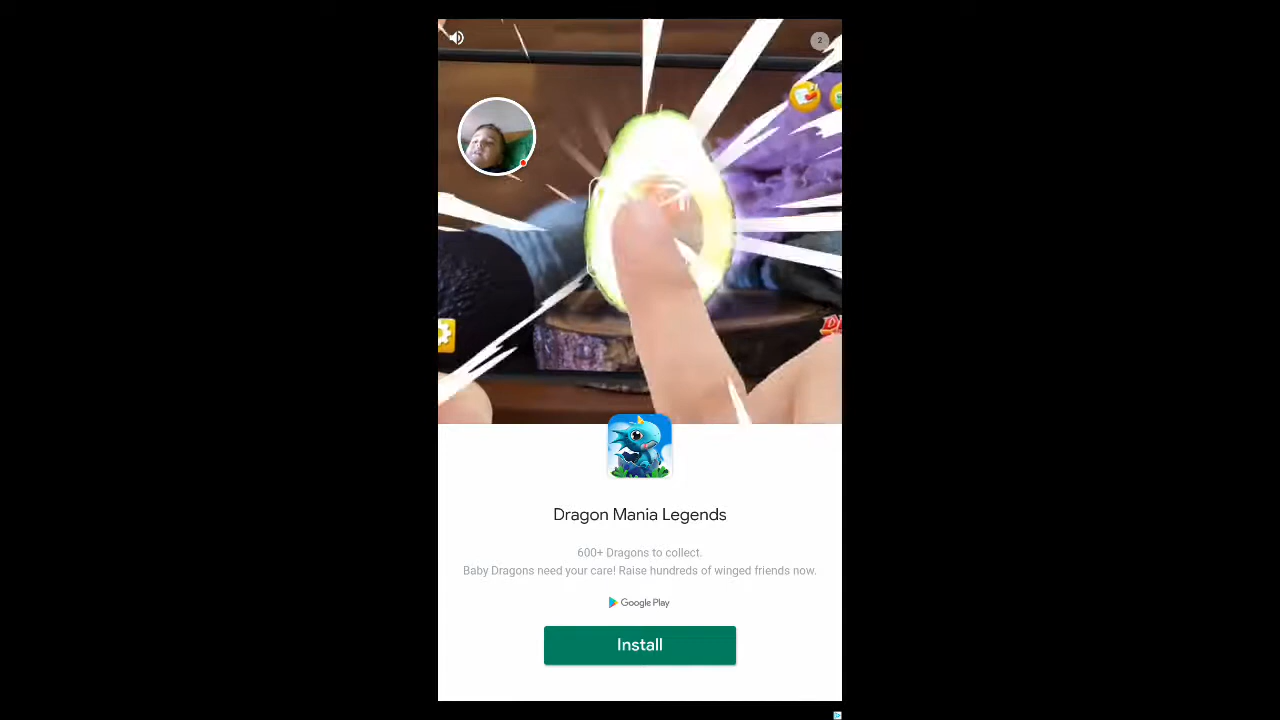 2
Dragon Mania Legends
600+ Dragons to collect.
Baby Dragons need your care! Raise hundreds of winged friends now.
Google Play
Install